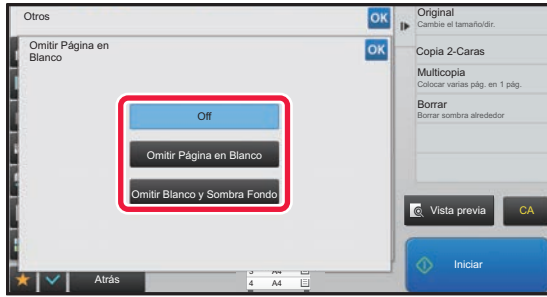 Otros
OK
Omitir Página en
Blanco
OK
Off
Omitir Página en Blanco
Omitir Blanco y Sombra Fondo
Atrás
A4
4 A4
Original
Cambie el tamaño/dir.
Copia 2-Caras
Multicopia
Colocar varias pág. en 1 pág.
Borrar
Borrar sombra alrededor
Vista previa
CA
Iniciar